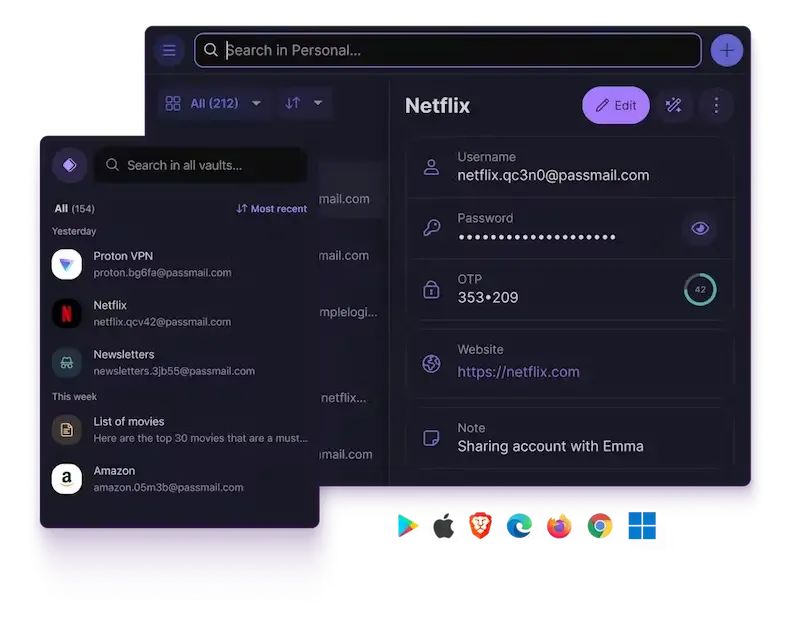 Search in Personal...
All (212)
Netflix
Edit
Username
netflix.qc3n0@passmail.com
Password
••••••••••••••••••••
OTP
353•209
42
Website
https://netflix.com
Note
Sharing account with Emma
mail.com
mail.com
mplelogi...
netflix...
mail.com
Search in all vaults...
All (154)
Most recent
Yesterday
Proton VPN
proton.bg6fa@passmail.com
Netflix
netflix.qcv42@passmail.com
Newsletters
newsletters.3jb55@passmail.com
This week
List of movies
Here are the top 30 movies that are a must...
Amazon
amazon.05m3b@passmail.com